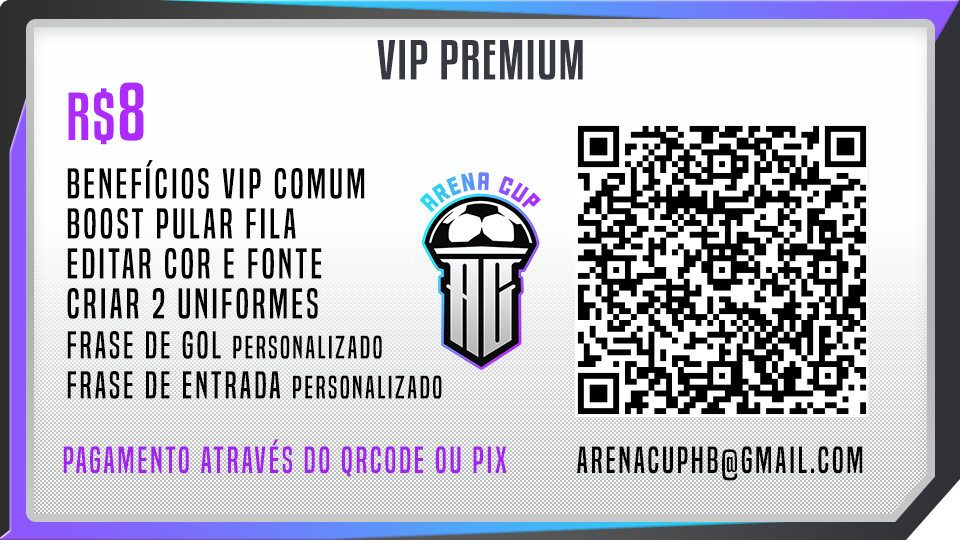 VIP PREMIUM
R$8
BENEFÍCIOS VIP COMUM
BOOST PULAR FILA
EDITAR COR E FONTE
CRIAR 2 UNIFORMES
FRASE DE GOL PERSONALIZADO
FRASE DE ENTRADA PERSONALIZADO
ARENA CUP
AC
PAGAMENTO ATRAVÉS DO QRCODE OU PIX
ARENACUPHB@GMAIL.COM